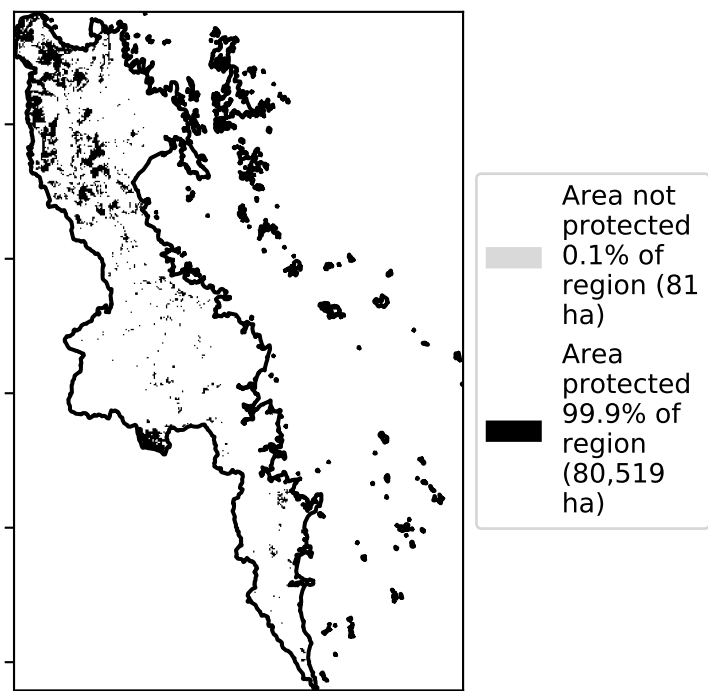 Area not
protected
0.1% of
region (81
ha)
Area
protected
99.9% of
region
(80,519
ha)